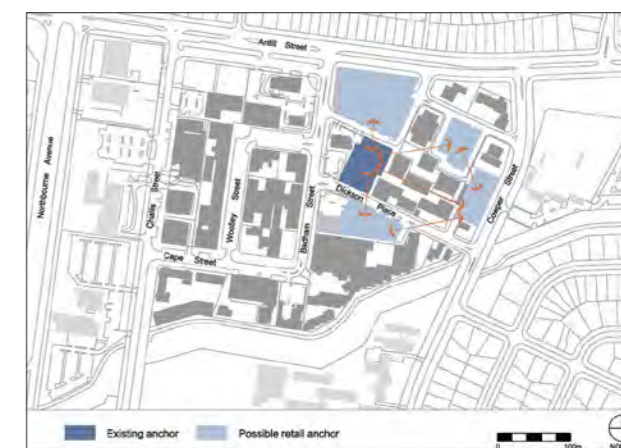 Antill Street
Northbourne Avenue
Challis Street
Woolley Street
Badham Street
Dickson Place
Cowper Street
Cape Street
Existing anchor
Possible retail anchor
0
100m